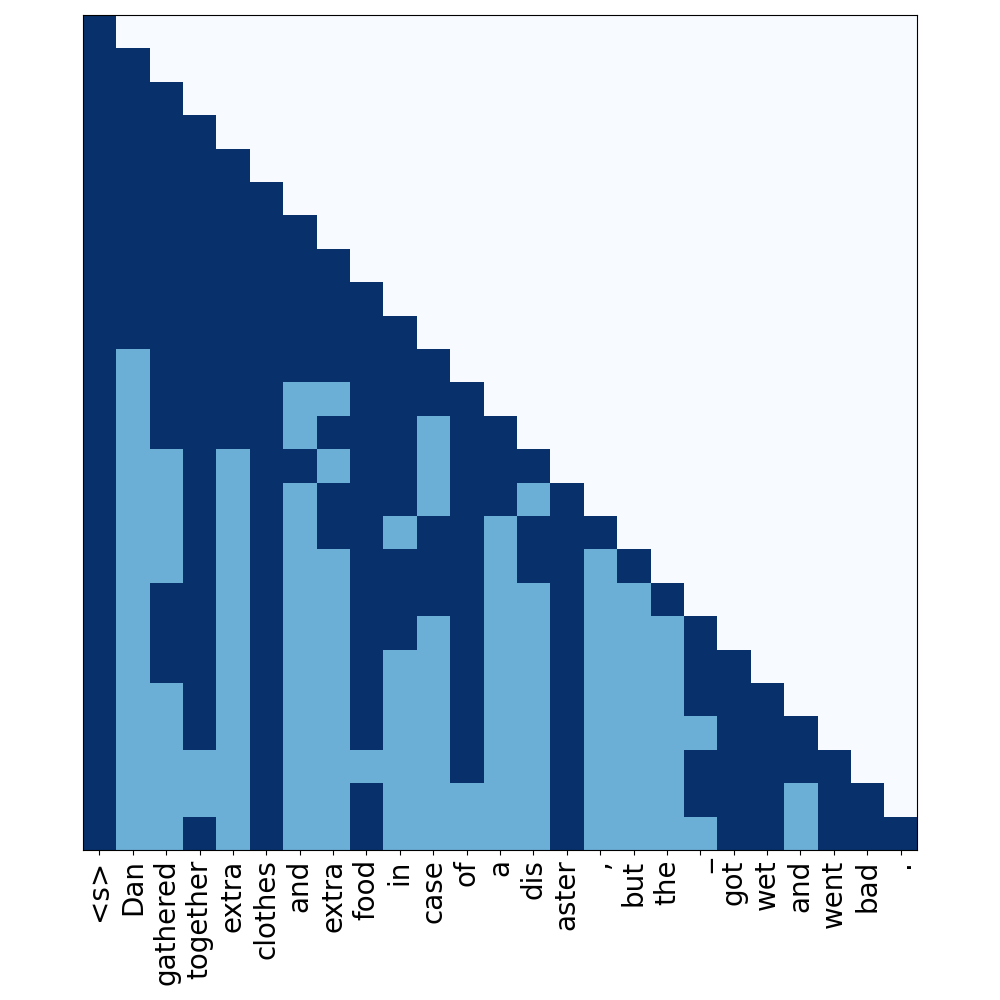 <s> Dan gathered together extra clothes and extra food in case of a dis aster , but the _ got wet and went bad .